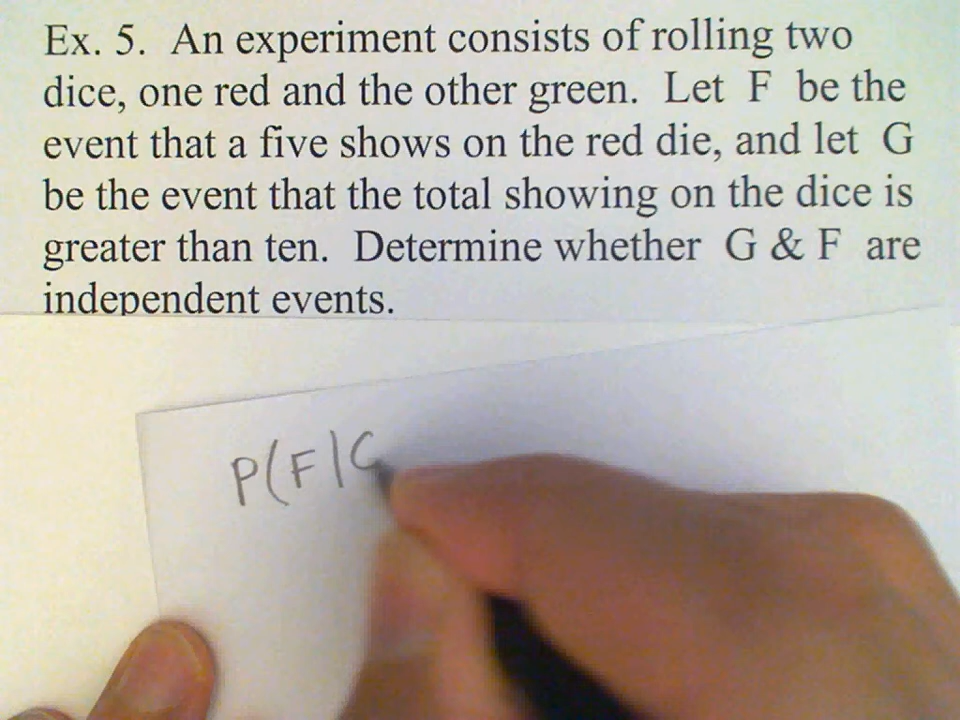 Ex. 5. An experiment consists of rolling two
dice, one red and the other green. Let F be the
event that a five shows on the red die, and let G
be the event that the total showing on the dice is
greater than ten. Determine whether G & F are
independent events.
P(F|G